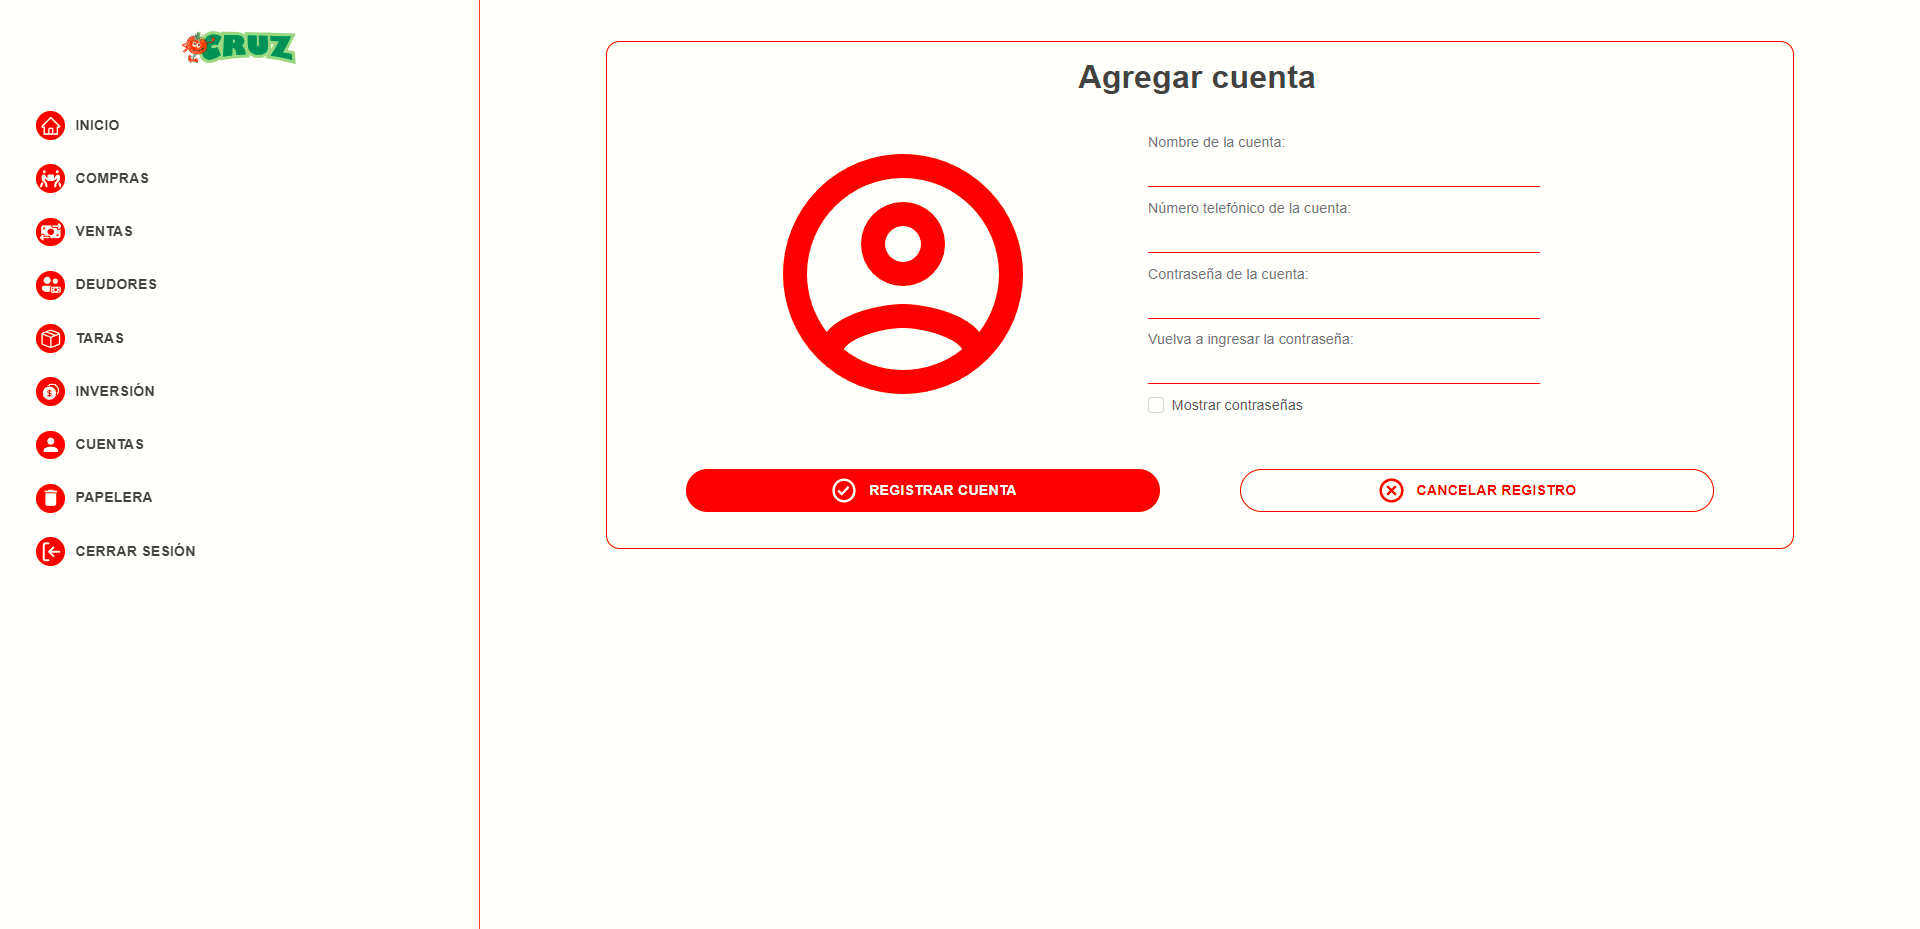 CRUZ
INICIO
COMPRAS
VENTAS
DEUDORES
TARAS
INVERSIÓN
CUENTAS
PAPELERA
CERRAR SESIÓN
Agregar cuenta
Nombre de la cuenta:
Número telefónico de la cuenta:
Contraseña de la cuenta:
Vuelva a ingresar la contraseña:
Mostrar contraseñas
REGISTRAR CUENTA
CANCELAR REGISTRO